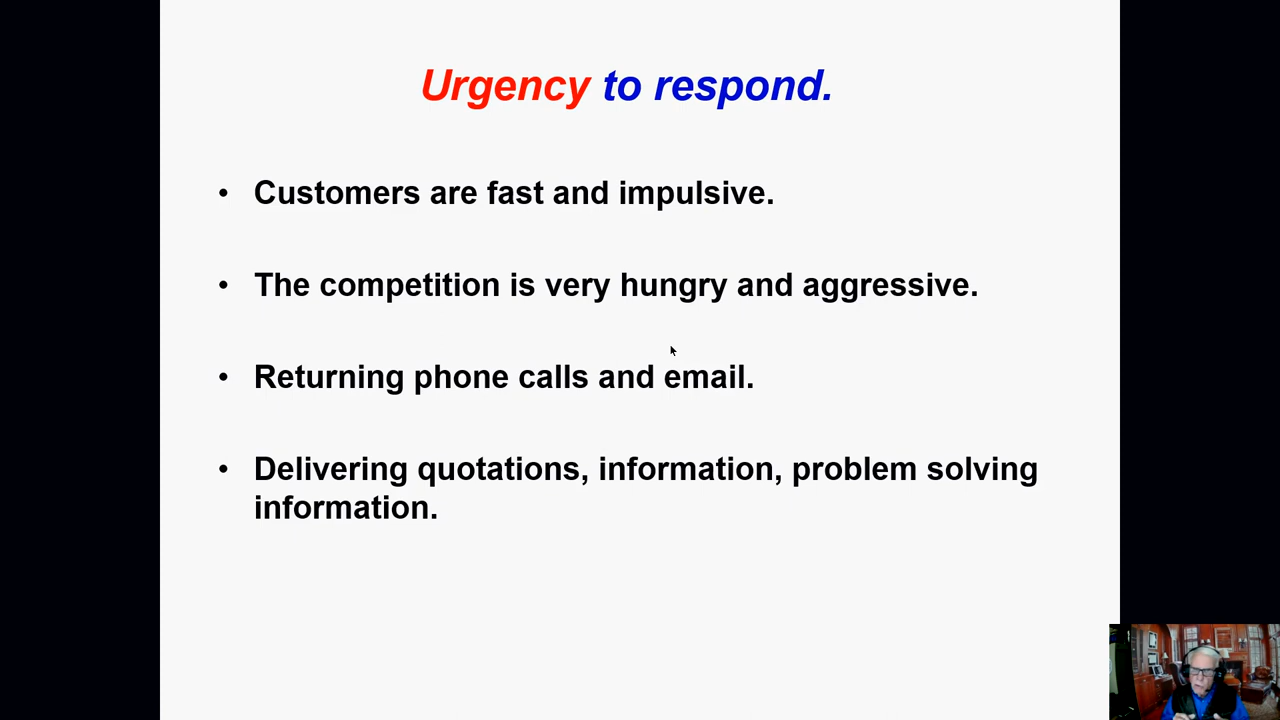 Urgency to respond.
• Customers are fast and impulsive.
• The competition is very hungry and aggressive.
• Returning phone calls and email.
• Delivering quotations, information, problem solving
information.